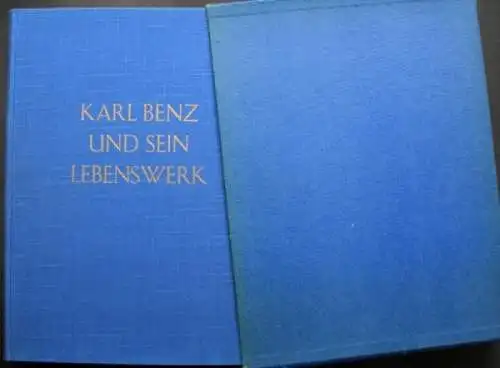 KARL BENZ
UND SEIN
LEBENSWERK